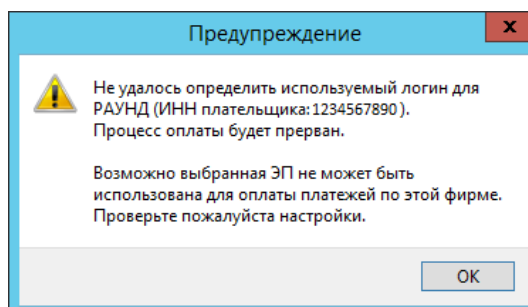 Предупреждение
x
Не удалось определить используемый логин для
РАУНД (ИНН плательщика:1234567890).
Процесс оплаты будет прерван.
Возможно выбранная ЭП не может быть
использована для оплаты платежей по этой фирме.
Проверьте пожалуйста настройки.
OK